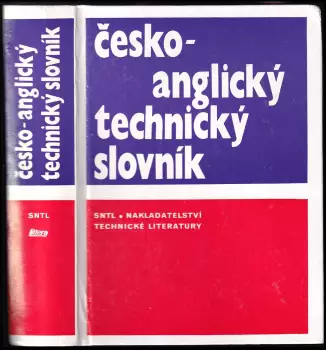 česko-anglický
technický slovník
SNTL
česko-
anglický
technický
slovník
SNTL • NAKLADATELSTVÍ
TECHNICKÉ LITERATURY